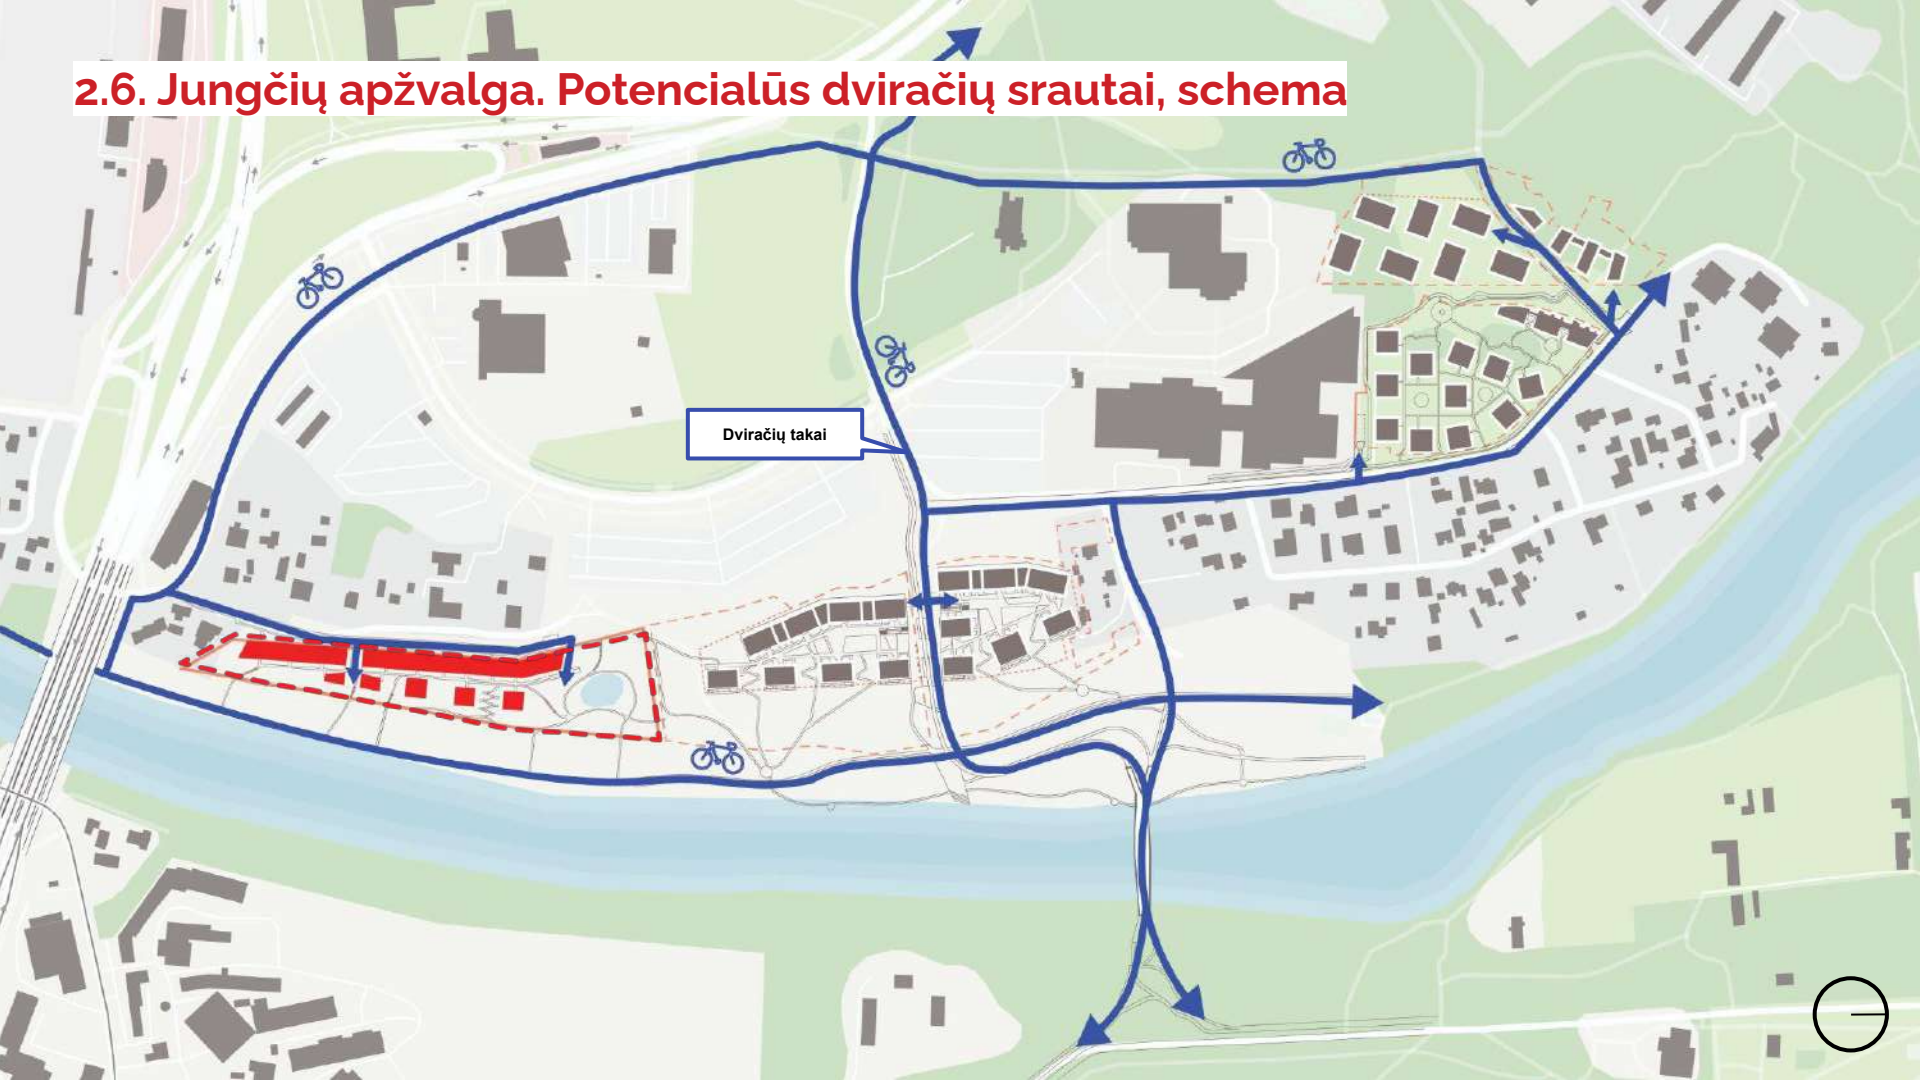 2.6. Jungčių apžvalga. Potencialūs dviračių srautai, schema
Dviračių takai